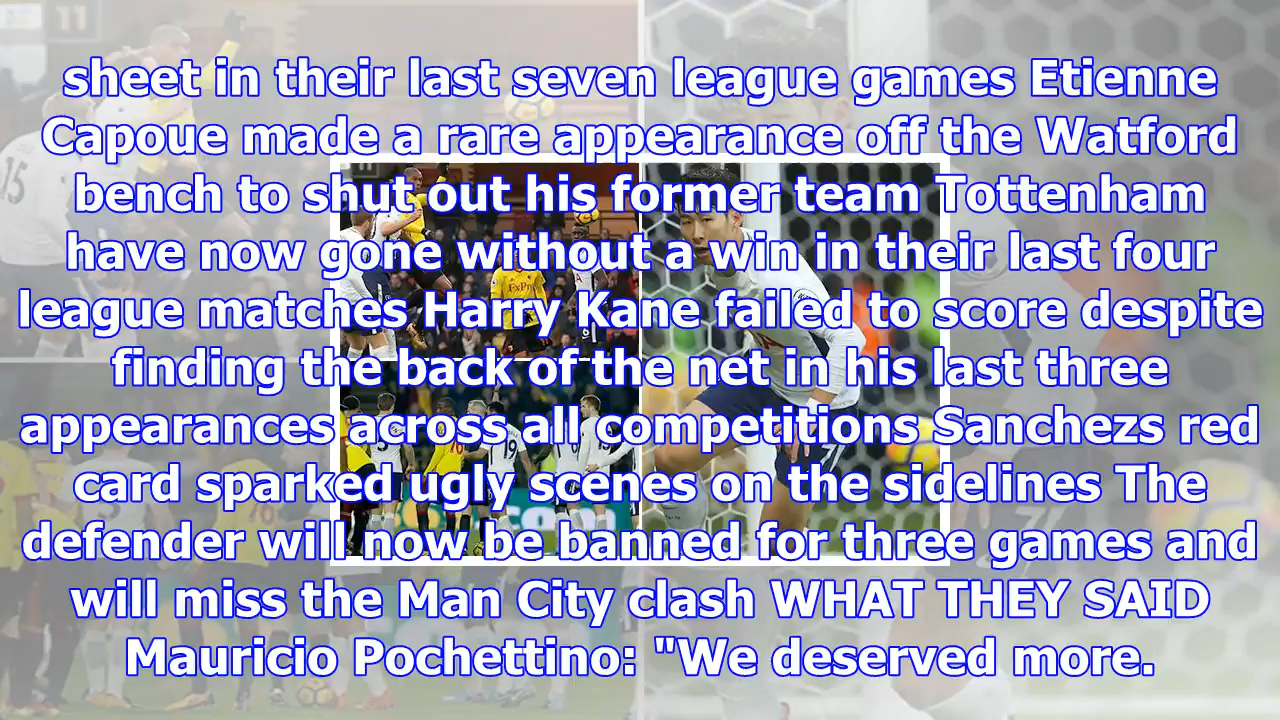 11
sheet in their last seven league games Etienne
Capoue made a rare appearance off the Watford
bench to shut out his former team Tottenham
have now gone without a win in their last four
league matches Harry Kane failed to score despite
finding the back of the net in his last three
appearances across all competitions Sanchezs red
card sparked ugly scenes on the sidelines The
defender will now be banned for three games and
will miss the Man City clash WHAT THEY SAID
Mauricio Pochettino: "We deserved more.
15
FxPro
19